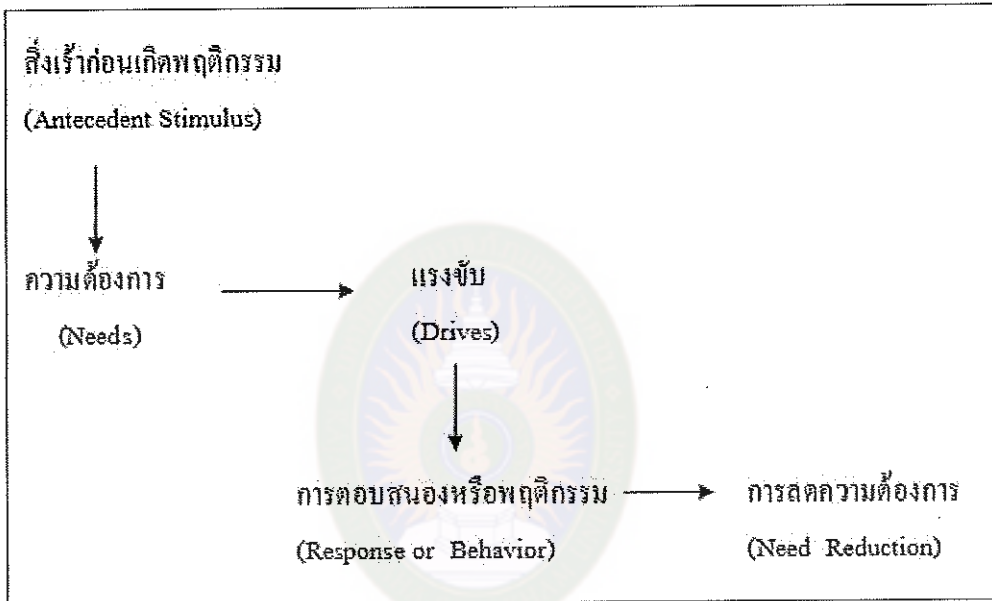 สิ่งเร้าก่อนเกิดพฤติกรรม
(Antecedent Stimulus)
ความต้องการ
(Needs)
แรงขับ
(Drives)
การตอบสนองหรือพฤติกรรม
(Response or Behavior)
การลดความต้องการ
(Need Reduction)